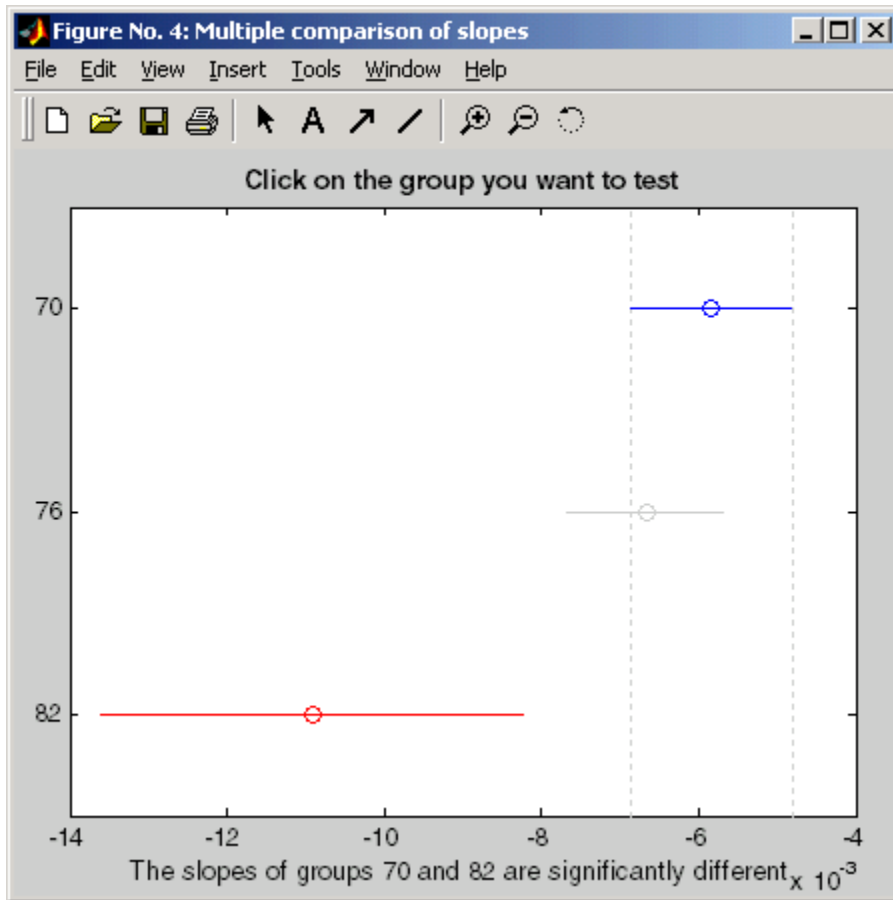 Figure No. 4: Multiple comparison of slopes
File Edit View Insert Tools Window Help
A
Click on the group you want to test
70
76
82
-14 -12 -10 -8 -6 -4
The slopes of groups 70 and 82 are significantly different
x 10-3